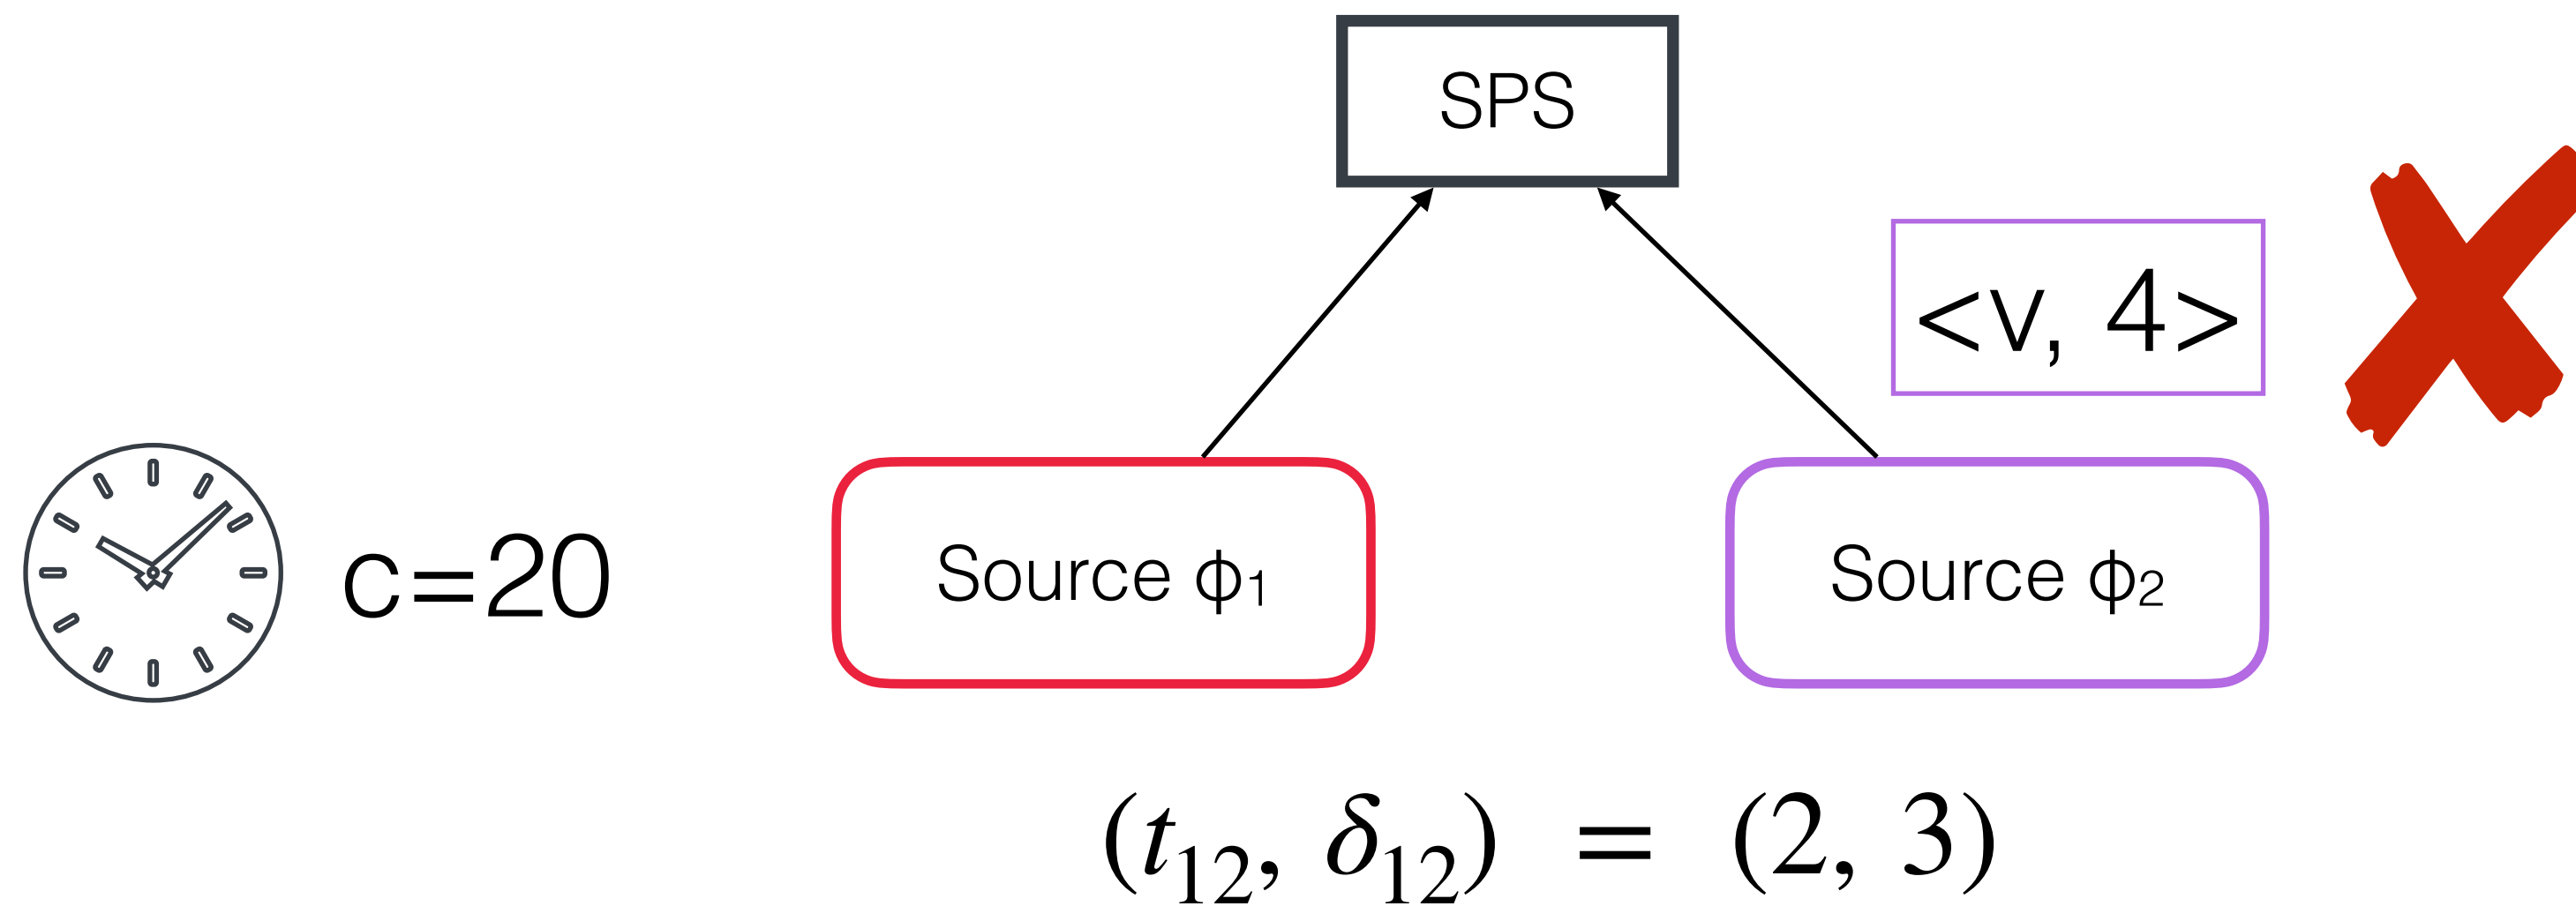 SPS
<v, 4>
c=20
Source ϕ₁
Source ϕ₂
(t₁₂, δ₁₂) = (2, 3)